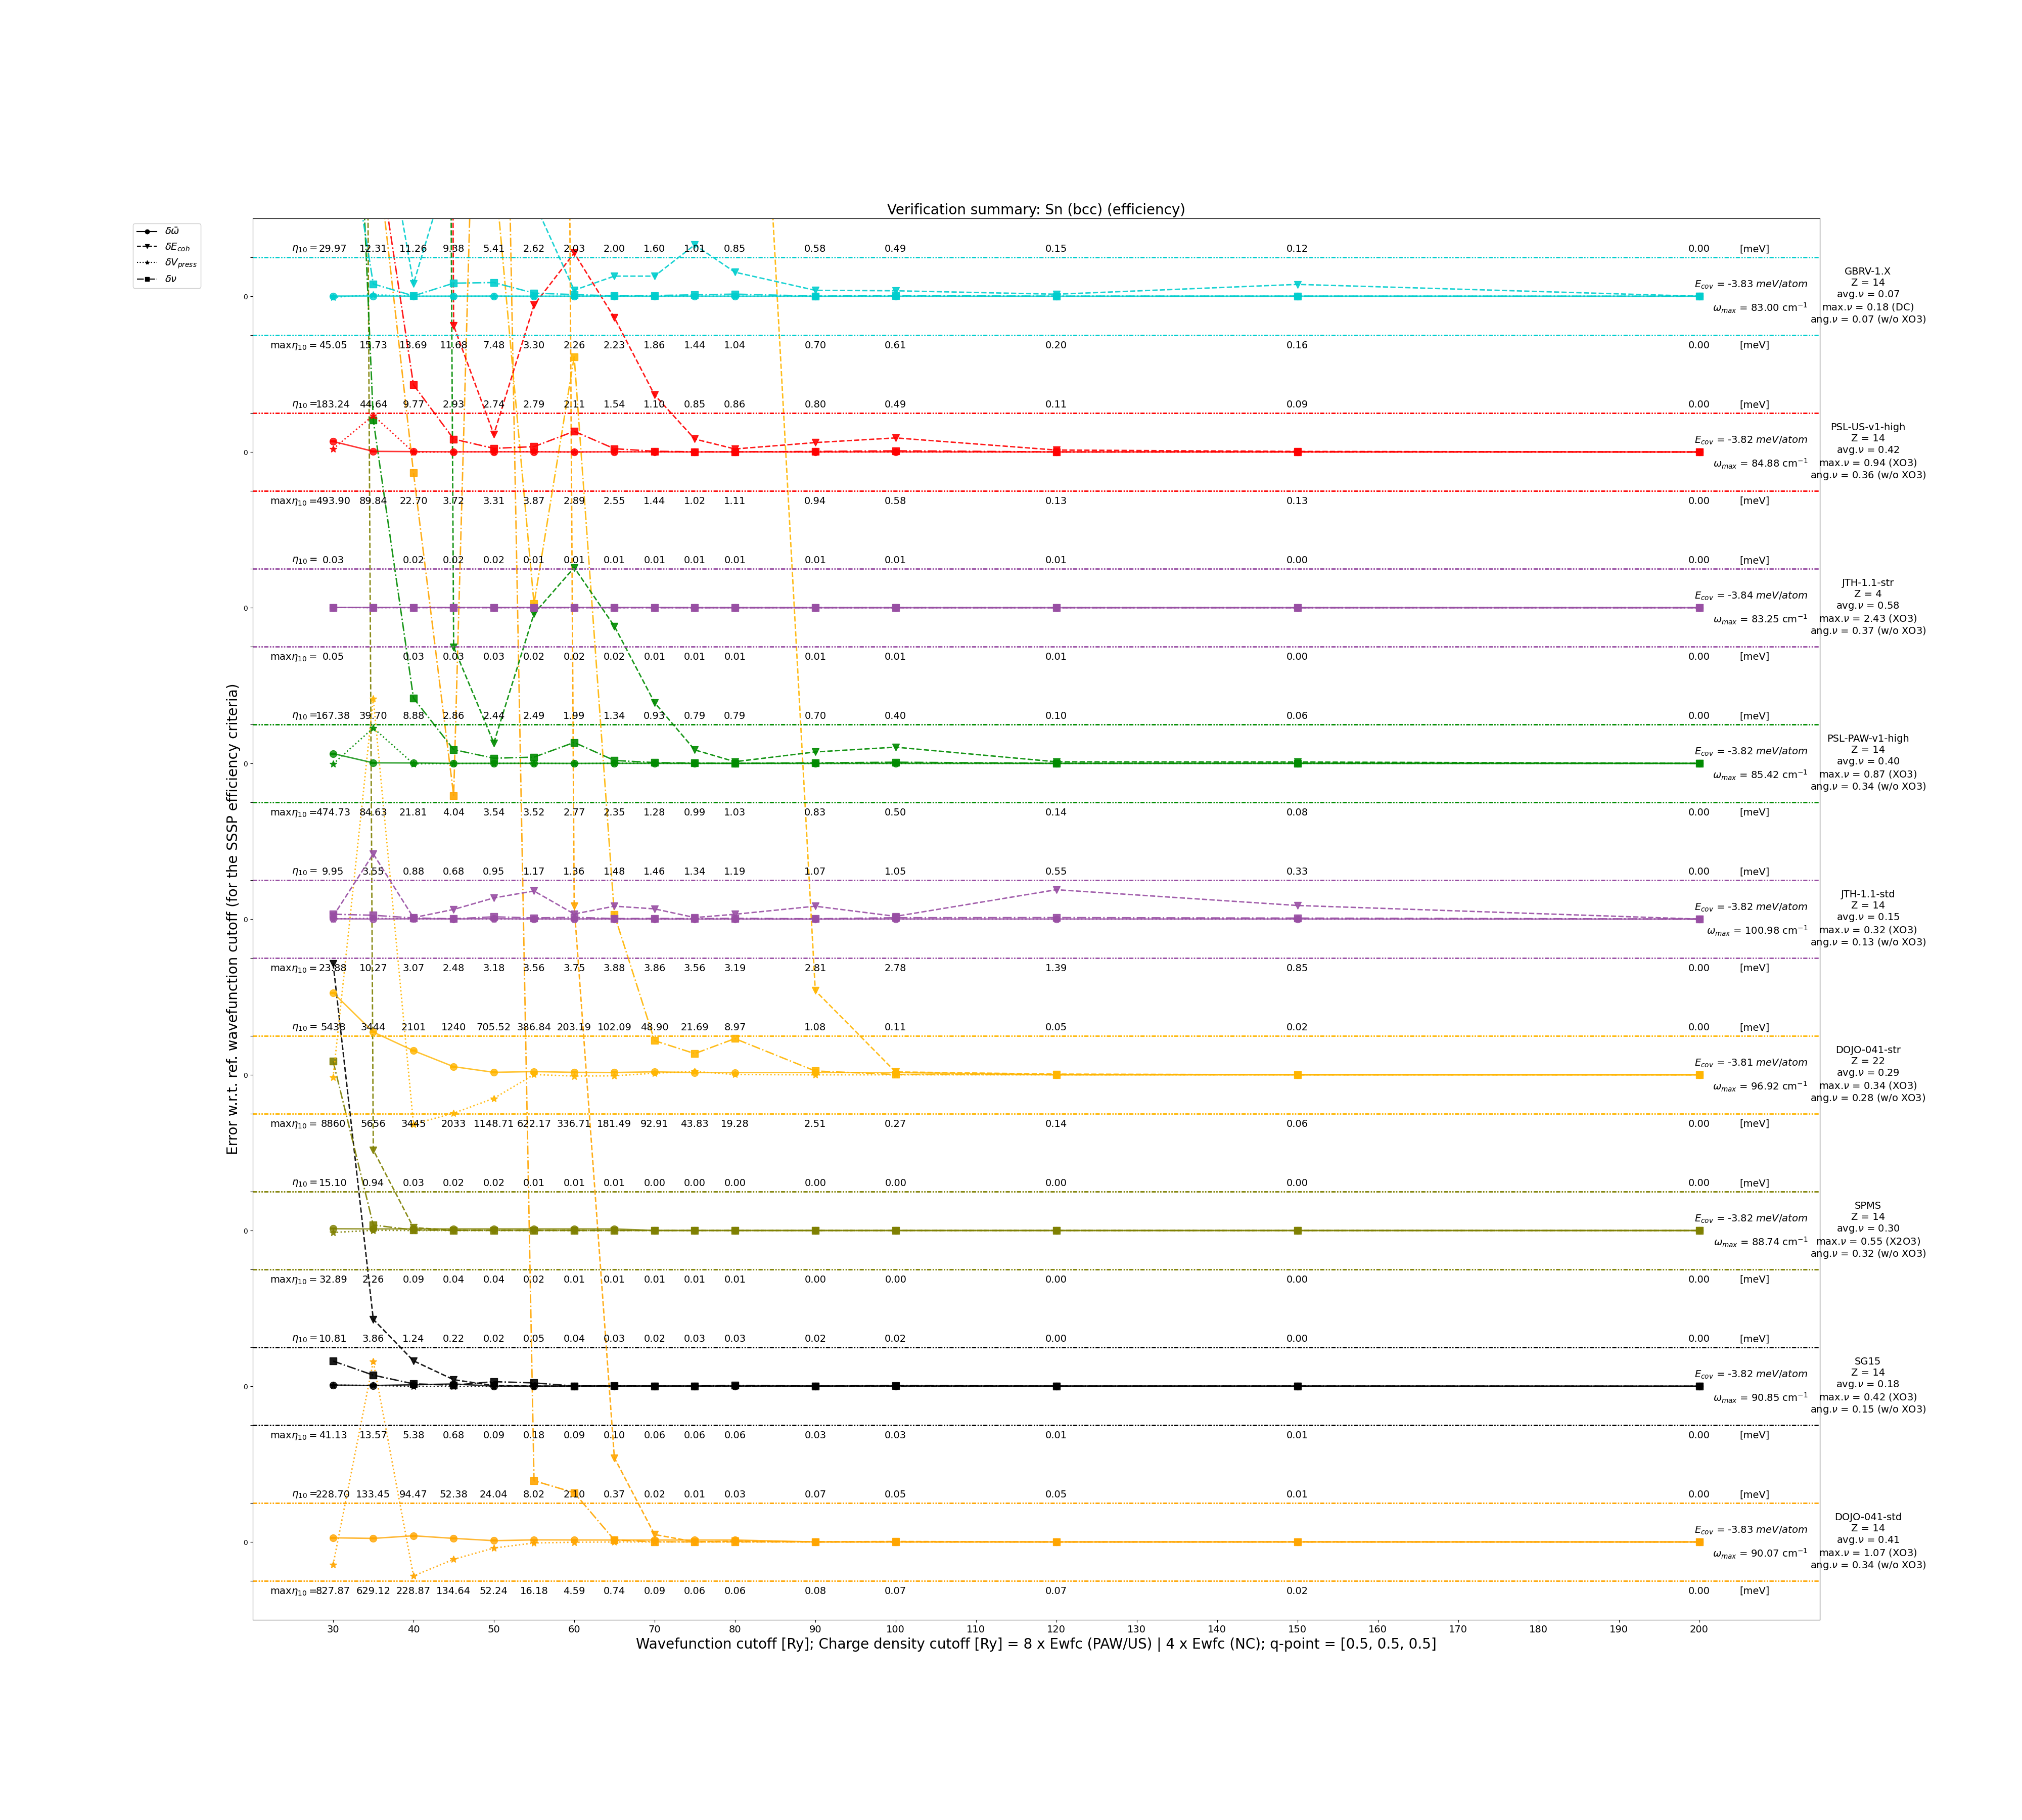 Verification summary: Sn (bcc) (efficiency)
δω̄
δE_coh
δV_press
δν
Error w.r.t. ref. wavefunction cutoff (for the SSSP efficiency criteria)
η₁₀ = 29.97 12.31 11.26 9.38 5.41 2.62 2.03 2.00 1.60 1.01 0.85 0.58 0.49 0.15 0.12 0.00 [meV]
0
E_cov = -3.83 meV/atom
ω_max = 83.00 cm⁻¹
GBRV-1.X
Z = 14
avg.ν = 0.07
max.ν = 0.18 (DC)
ang.ν = 0.07 (w/o XO3)
maxη₁₀ = 45.05 15.73 13.69 11.68 7.48 3.30 2.26 2.23 1.86 1.44 1.04 0.70 0.61 0.20 0.16 0.00 [meV]
η₁₀ = 183.24 44.64 9.77 2.93 2.74 2.79 2.11 1.54 1.10 0.85 0.86 0.80 0.49 0.11 0.09 0.00 [meV]
0
E_cov = -3.82 meV/atom
ω_max = 84.88 cm⁻¹
PSL-US-v1-high
Z = 14
avg.ν = 0.42
max.ν = 0.94 (XO3)
ang.ν = 0.36 (w/o XO3)
maxη₁₀ = 493.90 89.84 22.70 3.72 3.31 3.87 2.89 2.55 1.44 1.02 1.11 0.94 0.58 0.13 0.13 0.00 [meV]
η₁₀ = 0.03 0.02 0.02 0.02 0.01 0.01 0.01 0.01 0.01 0.01 0.01 0.01 0.01 0.00 0.00 [meV]
0
E_cov = -3.84 meV/atom
ω_max = 83.25 cm⁻¹
JTH-1.1-str
Z = 4
avg.ν = 0.58
max.ν = 2.43 (XO3)
ang.ν = 0.37 (w/o XO3)
maxη₁₀ = 0.05 0.03 0.03 0.03 0.02 0.02 0.02 0.01 0.01 0.01 0.01 0.01 0.01 0.00 0.00 [meV]
η₁₀ = 167.38 39.70 8.88 2.86 2.44 2.49 1.99 1.34 0.93 0.79 0.79 0.70 0.40 0.10 0.06 0.00 [meV]
0
E_cov = -3.82 meV/atom
ω_max = 85.42 cm⁻¹
PSL-PAW-v1-high
Z = 14
avg.ν = 0.40
max.ν = 0.87 (XO3)
ang.ν = 0.34 (w/o XO3)
maxη₁₀ = 474.73 84.63 21.81 4.04 3.54 3.52 2.77 2.35 1.28 0.99 1.03 0.83 0.50 0.14 0.08 0.00 [meV]
η₁₀ = 9.95 3.55 0.88 0.68 0.95 1.17 1.36 1.48 1.46 1.34 1.19 1.07 1.05 0.55 0.33 0.00 [meV]
0
E_cov = -3.82 meV/atom
ω_max = 100.98 cm⁻¹
JTH-1.1-std
Z = 14
avg.ν = 0.15
max.ν = 0.32 (XO3)
ang.ν = 0.13 (w/o XO3)
maxη₁₀ = 23.88 10.27 3.07 2.48 3.18 3.56 3.75 3.88 3.86 3.56 3.19 2.81 2.78 1.39 0.85 0.00 [meV]
η₁₀ = 5438 3444 2101 1240 705.52 386.84 203.19 102.09 48.90 21.69 8.97 1.08 0.11 0.05 0.02 0.00 [meV]
0
E_cov = -3.81 meV/atom
ω_max = 96.92 cm⁻¹
DOJO-041-str
Z = 22
avg.ν = 0.29
max.ν = 0.34 (XO3)
ang.ν = 0.28 (w/o XO3)
maxη₁₀ = 8860 5656 3445 2033 1148.71 622.17 336.71 181.49 92.91 43.83 19.28 2.51 0.27 0.14 0.06 0.00 [meV]
η₁₀ = 15.10 0.94 0.03 0.02 0.02 0.01 0.01 0.01 0.00 0.00 0.00 0.00 0.00 0.00 0.00 0.00 [meV]
0
E_cov = -3.82 meV/atom
ω_max = 88.74 cm⁻¹
SPMS
Z = 14
avg.ν = 0.30
max.ν = 0.55 (X2O3)
ang.ν = 0.32 (w/o XO3)
maxη₁₀ = 32.89 2.26 0.09 0.04 0.04 0.02 0.01 0.01 0.01 0.01 0.01 0.00 0.00 0.00 0.00 0.00 [meV]
η₁₀ = 10.81 3.86 1.24 0.22 0.02 0.05 0.04 0.03 0.02 0.03 0.03 0.02 0.02 0.00 0.00 0.00 [meV]
0
E_cov = -3.82 meV/atom
ω_max = 90.85 cm⁻¹
SG15
Z = 14
avg.ν = 0.18
max.ν = 0.42 (XO3)
ang.ν = 0.15 (w/o XO3)
maxη₁₀ = 41.13 13.57 5.38 0.68 0.09 0.18 0.09 0.10 0.06 0.06 0.06 0.03 0.03 0.01 0.01 0.00 [meV]
η₁₀ = 228.70 133.45 94.47 52.38 24.04 8.02 2.10 0.37 0.02 0.01 0.03 0.07 0.05 0.05 0.01 0.00 [meV]
0
E_cov = -3.83 meV/atom
ω_max = 90.07 cm⁻¹
DOJO-041-std
Z = 14
avg.ν = 0.41
max.ν = 1.07 (XO3)
ang.ν = 0.34 (w/o XO3)
maxη₁₀ = 827.87 629.12 228.87 134.64 52.24 16.18 4.59 0.74 0.09 0.06 0.06 0.08 0.07 0.07 0.02 0.00 [meV]
30 40 50 60 70 80 90 100 110 120 130 140 150 160 170 180 190 200
Wavefunction cutoff [Ry]; Charge density cutoff [Ry] = 8 x Ewfc (PAW/US) | 4 x Ewfc (NC); q-point = [0.5, 0.5, 0.5]